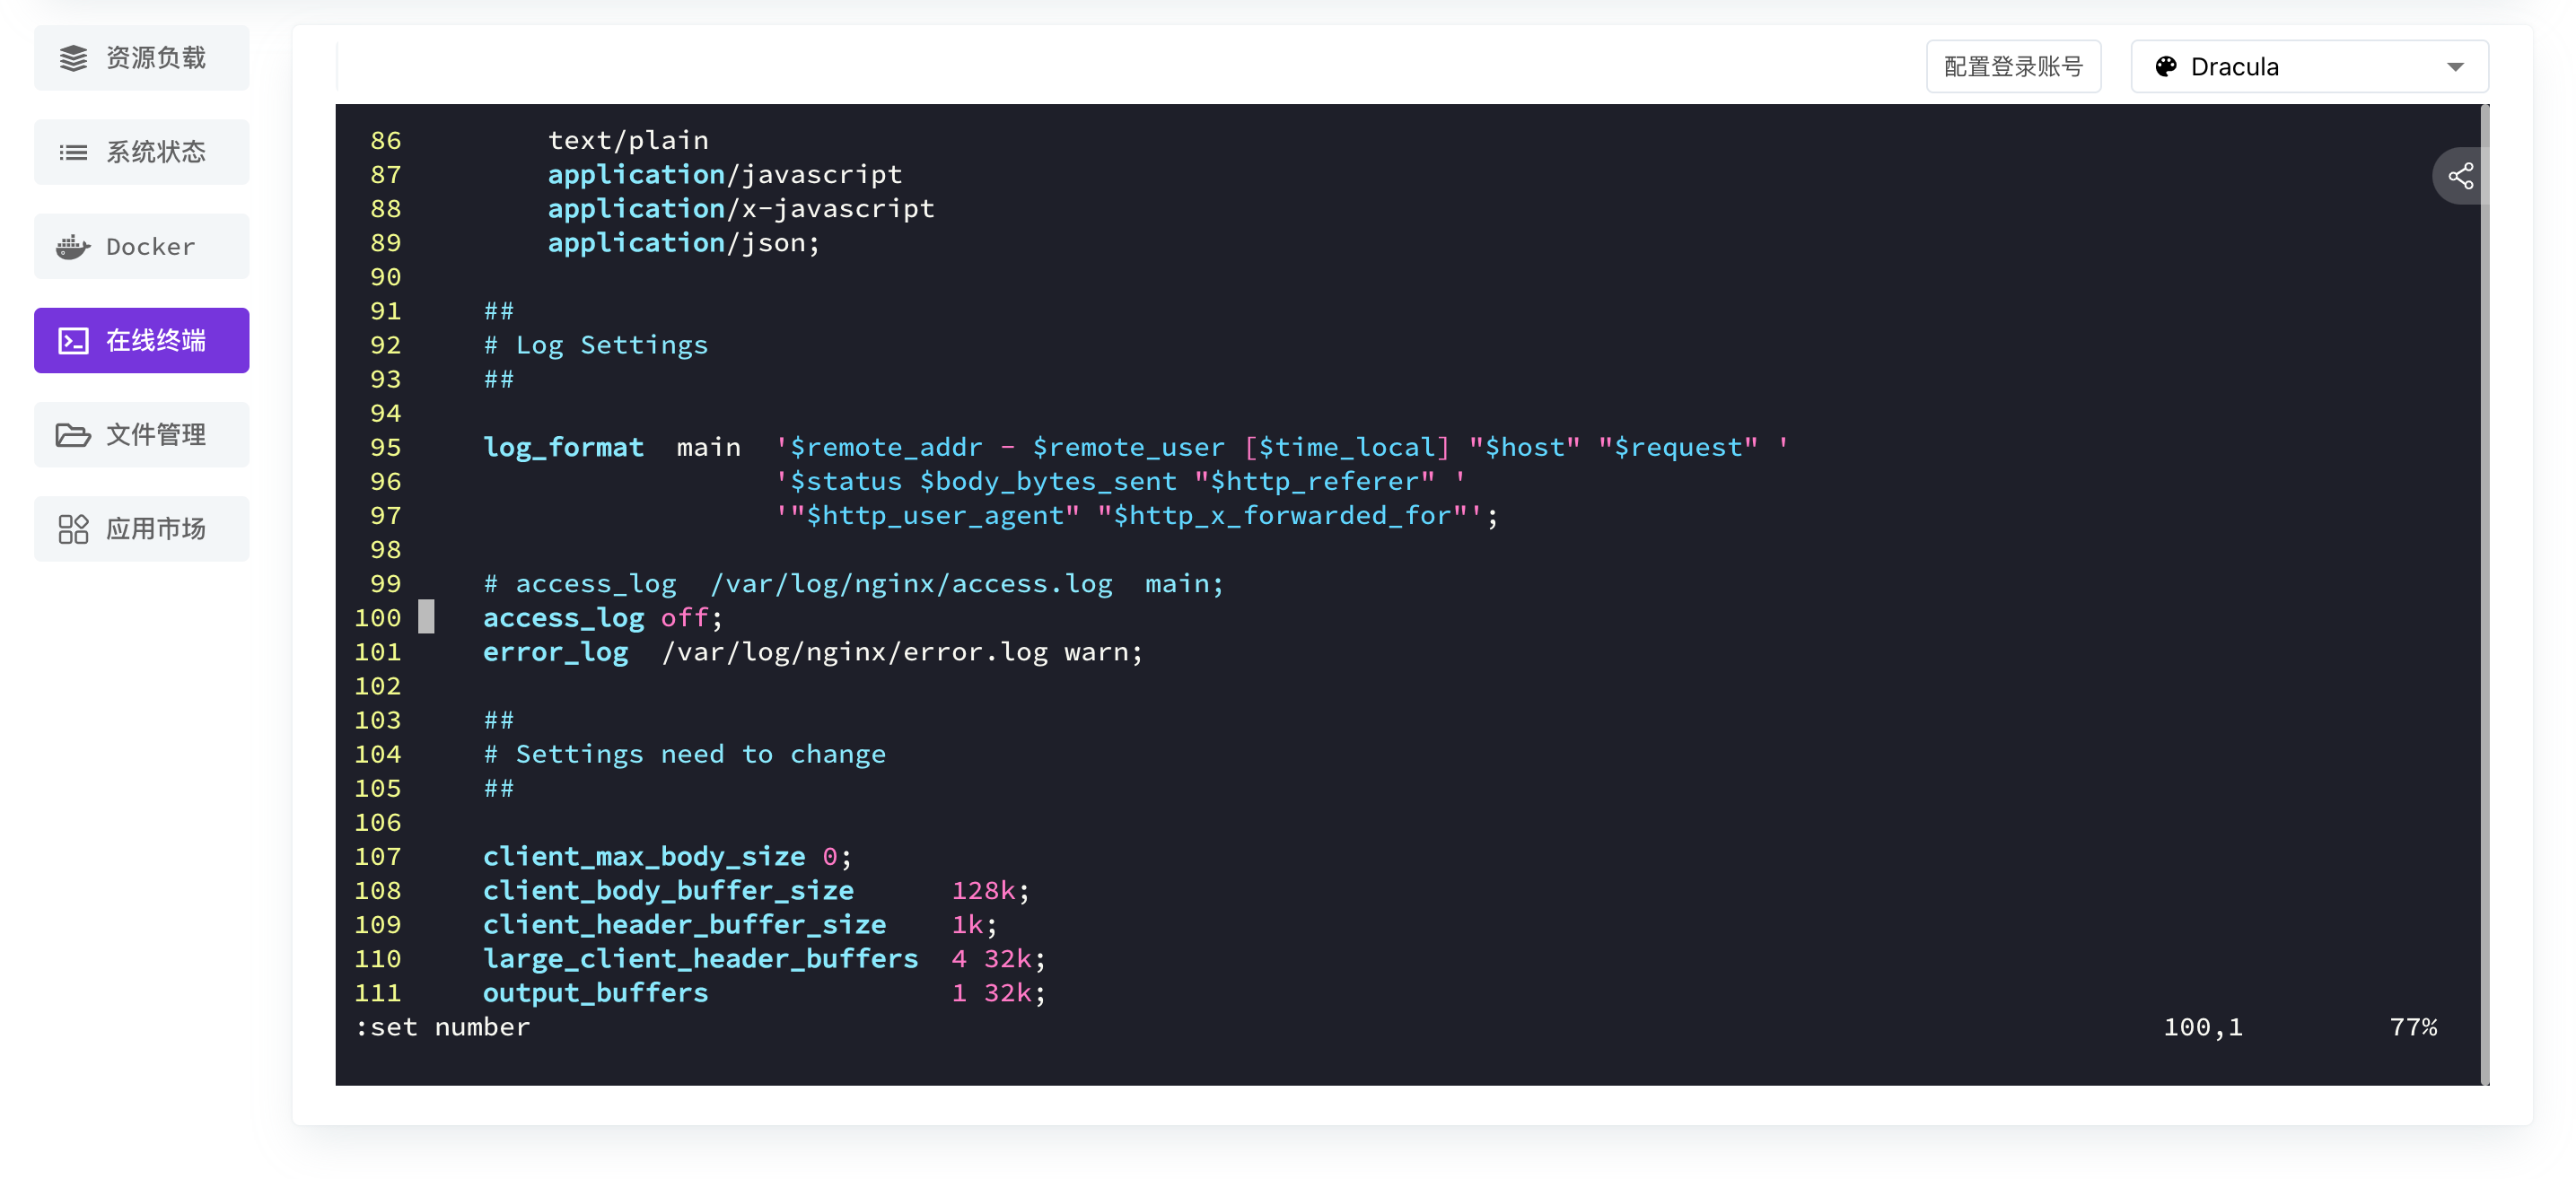 资源负载
系统状态
Docker
在线终端
文件管理
应用市场
配置登录账号
Dracula
86         text/plain
87         application/javascript
88         application/x-javascript
89         application/json;
90
91     ##
92     # Log Settings
93     ##
94
95     log_format  main  '$remote_addr - $remote_user [$time_local] "$host" "$request" '
96                       '$status $body_bytes_sent "$http_referer" '
97                       '"$http_user_agent" "$http_x_forwarded_for"';
98
99     # access_log  /var/log/nginx/access.log  main;
100     access_log off;
101     error_log  /var/log/nginx/error.log warn;
102
103     ##
104     # Settings need to change
105     ##
106
107     client_max_body_size 0;
108     client_body_buffer_size      128k;
109     client_header_buffer_size    1k;
110     large_client_header_buffers  4 32k;
111     output_buffers               1 32k;
:set number                    100,1         77%